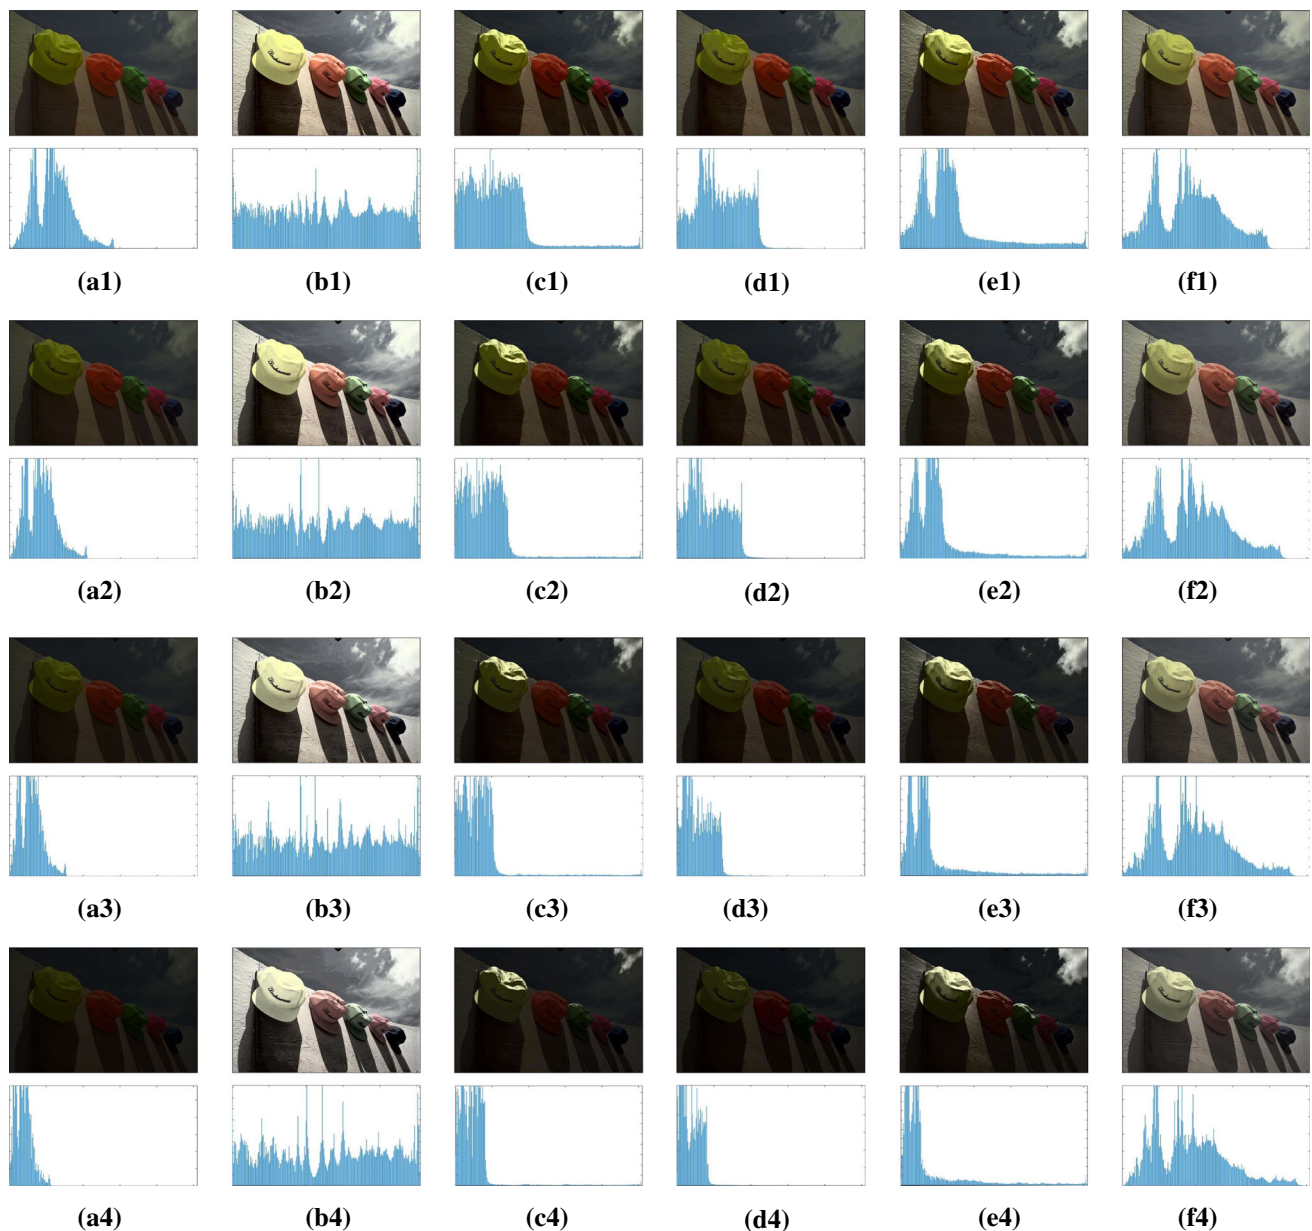 (a1) (b1) (c1) (d1) (e1) (f1)
(a2) (b2) (c2) (d2) (e2) (f2)
(a3) (b3) (c3) (d3) (e3) (f3)
(a4) (b4) (c4) (d4) (e4) (f4)